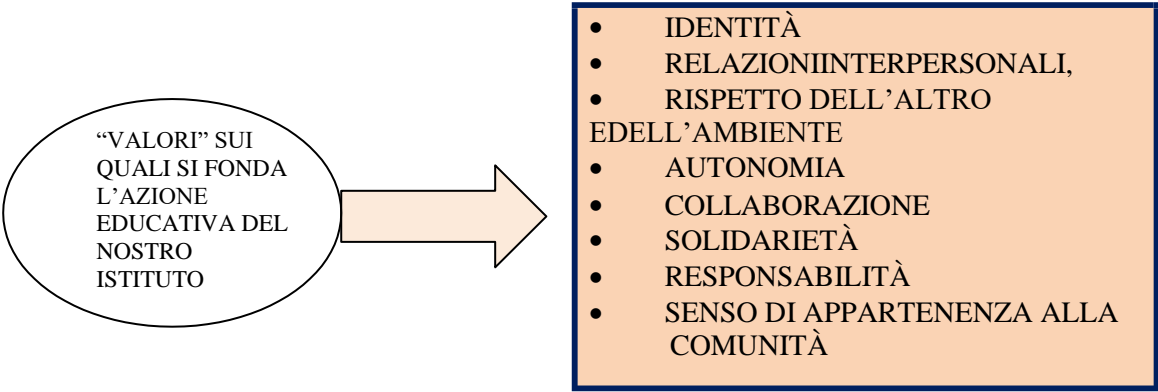 “VALORI” SUI
QUALI SI FONDA
L’AZIONE
EDUCATIVA DEL
NOSTRO
ISTITUTO
• IDENTITÀ
• RELAZIONIINTERPERSONALI,
• RISPETTO DELL’ALTRO
EDELL’AMBIENTE
• AUTONOMIA
• COLLABORAZIONE
• SOLIDARIETÀ
• RESPONSABILITÀ
• SENSO DI APPARTENENZA ALLA
COMUNITÀ